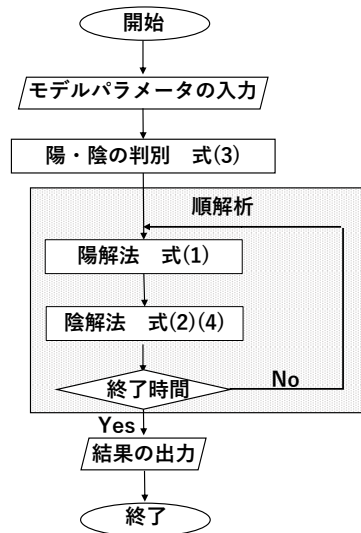 開始
モデルパラメータの入力
陽・陰の判別　式(3)
順解析
陽解法　式(1)
陰解法　式(2)(4)
終了時間
No
Yes
結果の出力
終了